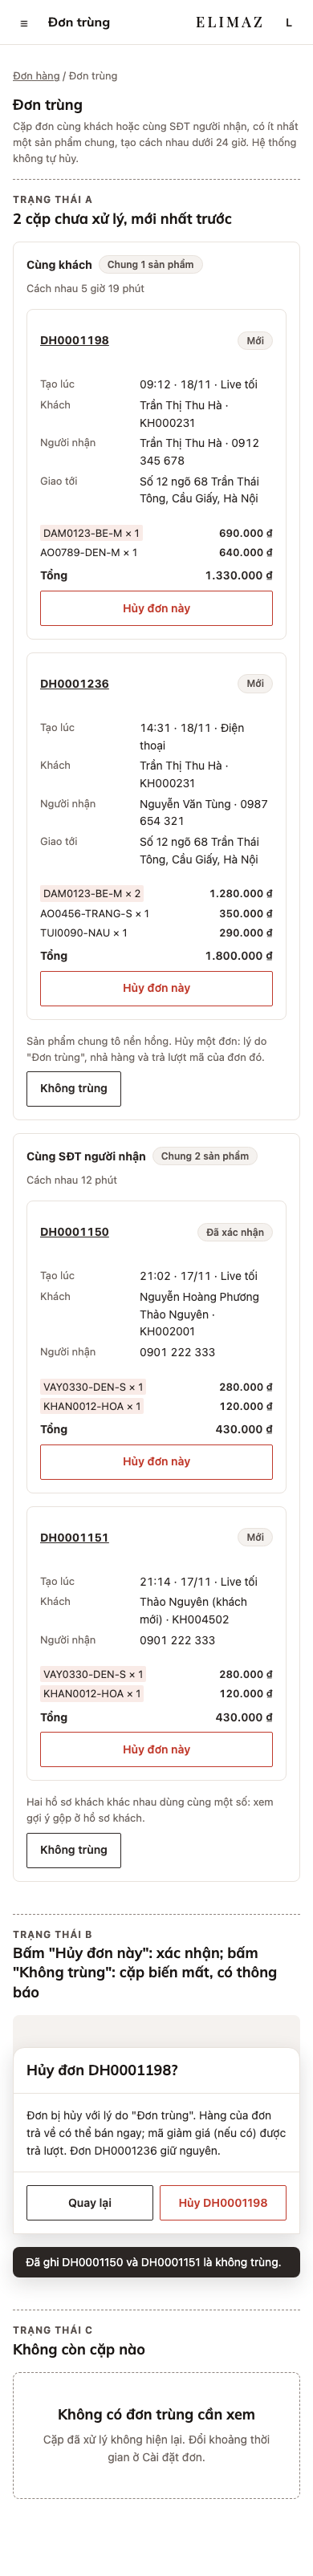 ≡ Đơn trùng ELIMAZ L
Đơn hàng / Đơn trùng
Đơn trùng
Cặp đơn cùng khách hoặc cùng SĐT người nhận, có ít nhất
một sản phẩm chung, tạo cách nhau dưới 24 giờ. Hệ thống
không tự hủy.
TRẠNG THÁI A
2 cặp chưa xử lý, mới nhất trước
Cùng khách Chung 1 sản phẩm
Cách nhau 5 giờ 19 phút
DH0001198 Mới
Tạo lúc 09:12 · 18/11 · Live tối
Khách Trần Thị Thu Hà ·
KH000231
Người nhận Trần Thị Thu Hà · 0912
345 678
Giao tới Số 12 ngõ 68 Trần Thái
Tông, Cầu Giấy, Hà Nội
DAM0123-BE-M × 1 690.000 ₫
AO0789-DEN-M × 1 640.000 ₫
Tổng 1.330.000 ₫
Hủy đơn này
DH0001236 Mới
Tạo lúc 14:31 · 18/11 · Điện
thoại
Khách Trần Thị Thu Hà ·
KH000231
Người nhận Nguyễn Văn Tùng · 0987
654 321
Giao tới Số 12 ngõ 68 Trần Thái
Tông, Cầu Giấy, Hà Nội
DAM0123-BE-M × 2 1.280.000 ₫
AO0456-TRANG-S × 1 350.000 ₫
TUI0090-NAU × 1 290.000 ₫
Tổng 1.800.000 ₫
Hủy đơn này
Sản phẩm chung tô nền hồng. Hủy một đơn: lý do
"Đơn trùng", nhả hàng và trả lượt mã của đơn đó.
Không trùng
Cùng SĐT người nhận Chung 2 sản phẩm
Cách nhau 12 phút
DH0001150 Đã xác nhận
Tạo lúc 21:02 · 17/11 · Live tối
Khách Nguyễn Hoàng Phương
Thảo Nguyên ·
KH002001
Người nhận 0901 222 333
VAY0330-DEN-S × 1 280.000 ₫
KHAN0012-HOA × 1 120.000 ₫
Tổng 430.000 ₫
Hủy đơn này
DH0001151 Mới
Tạo lúc 21:14 · 17/11 · Live tối
Khách Thảo Nguyên (khách
mới) · KH004502
Người nhận 0901 222 333
VAY0330-DEN-S × 1 280.000 ₫
KHAN0012-HOA × 1 120.000 ₫
Tổng 430.000 ₫
Hủy đơn này
Hai hồ sơ khách khác nhau dùng cùng một số: xem
gợi ý gộp ở hồ sơ khách.
Không trùng
TRẠNG THÁI B
Bấm "Hủy đơn này": xác nhận; bấm
"Không trùng": cặp biến mất, có thông
báo
Hủy đơn DH0001198?
Đơn bị hủy với lý do "Đơn trùng". Hàng của đơn
trả về có thể bán ngay; mã giảm giá (nếu có) được
trả lượt. Đơn DH0001236 giữ nguyên.
Quay lại Hủy DH0001198
Đã ghi DH0001150 và DH0001151 là không trùng.
TRẠNG THÁI C
Không còn cặp nào
Không có đơn trùng cần xem
Cặp đã xử lý không hiện lại. Đổi khoảng thời
gian ở Cài đặt đơn.